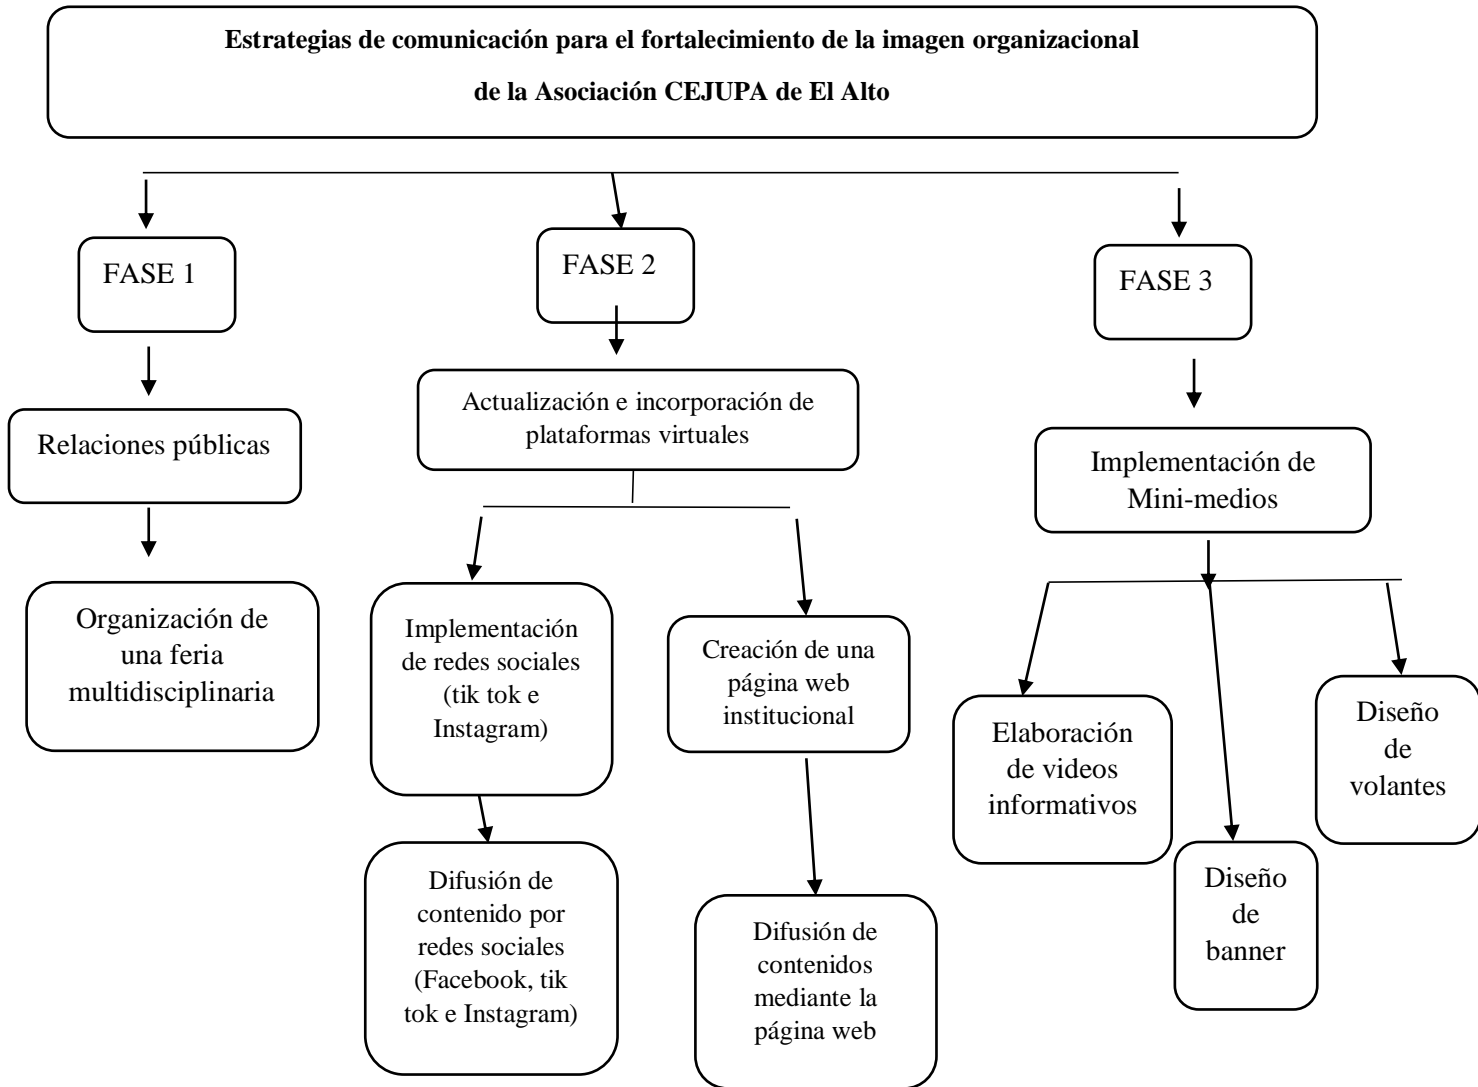 Estrategias de comunicación para el fortalecimiento de la imagen organizacional
de la Asociación CEJUPA de El Alto
FASE 1
FASE 2
FASE 3
Relaciones públicas
Actualización e incorporación de
plataformas virtuales
Implementación de
Mini-medios
Organización de
una feria
multidisciplinaria
Implementación
de redes sociales
(tik tok e
Instagram)
Creación de una
página web
institucional
Elaboración
de videos
informativos
Diseño
de
volantes
Difusión de
contenido por
redes sociales
(Facebook, tik
tok e Instagram)
Difusión de
contenidos
mediante la
página web
Diseño
de
banner